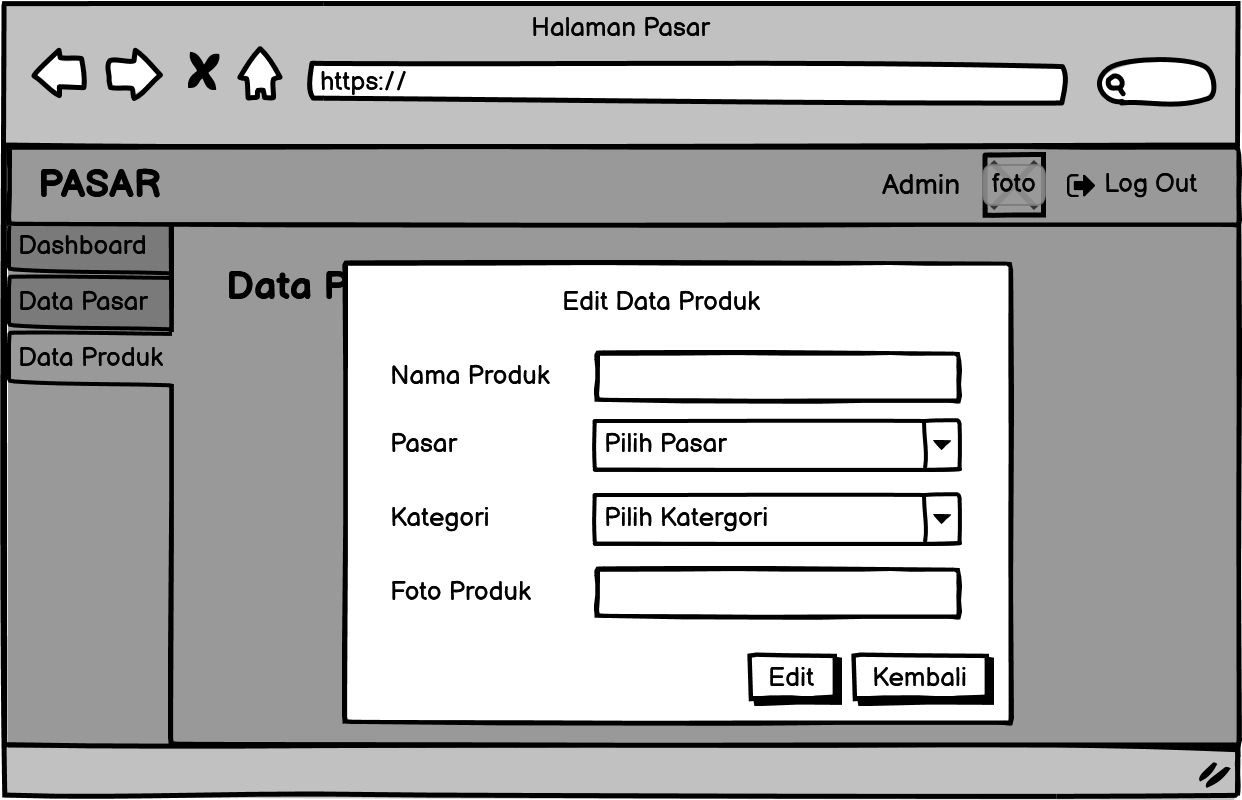 Halaman Pasar
https://
PASAR
Admin
foto
Log Out
Dashboard
Data Pasar
Data Produk
Data P
Edit Data Produk
Nama Produk
Pasar
Pilih Pasar
Kategori
Pilih Katergori
Foto Produk
Edit
Kembali